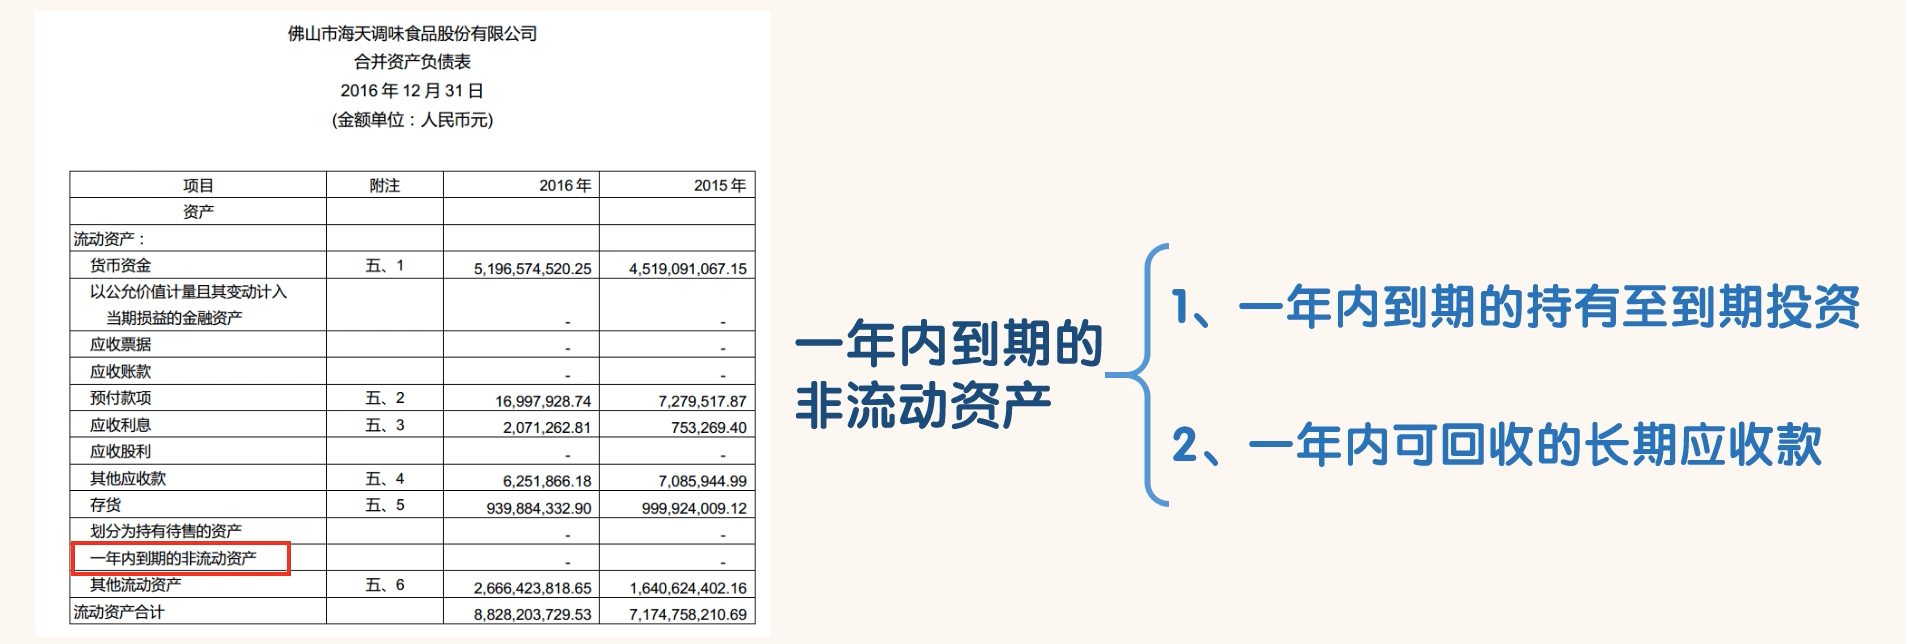 佛山市海天调味食品股份有限公司
合并资产负债表
2016 年 12 月 31 日
(金额单位：人民币元)
项目 附注 2016 年 2015 年
资产
流动资产：
货币资金 五、1 5,196,574,520.25 4,519,091,067.15
以公允价值计量且其变动计入
当期损益的金融资产 - -
应收票据 - -
应收账款 - -
预付款项 五、2 16,997,928.74 7,279,517.87
应收利息 五、3 2,071,262.81 753,269.40
应收股利 - -
其他应收款 五、4 6,251,866.18 7,085,944.99
存货 五、5 939,884,332.90 999,924,009.12
划分为持有待售的资产 - -
一年内到期的非流动资产 - -
其他流动资产 五、6 2,666,423,818.65 1,640,624,402.16
流动资产合计 8,828,203,729.53 7,174,758,210.69
一年内到期的
非流动资产
1、一年内到期的持有至到期投资
2、一年内可回收的长期应收款